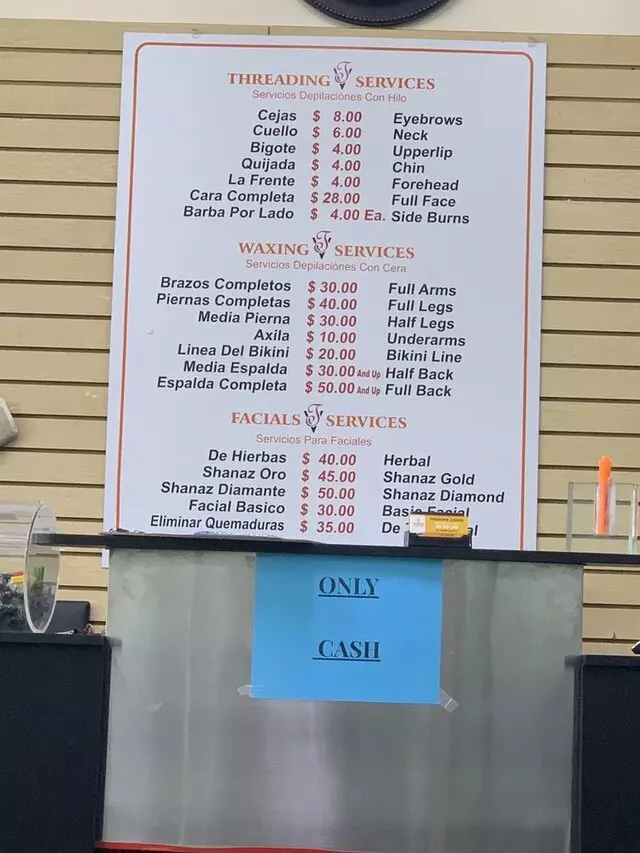 THREADING SERVICES
Servicios Depilaciónes Con Hilo
Cejas $ 8.00 Eyebrows
Cuello $ 6.00 Neck
Bigote $ 4.00 Upperlip
Quijada $ 4.00 Chin
La Frente $ 4.00 Forehead
Cara Completa $ 28.00 Full Face
Barba Por Lado $ 4.00 Ea. Side Burns
WAXING SERVICES
Servicios Depilaciónes Con Cera
Brazos Completos $ 30.00 Full Arms
Piernas Completas $ 40.00 Full Legs
Media Pierna $ 30.00 Half Legs
Axila $ 10.00 Underarms
Linea Del Bikini $ 20.00 Bikini Line
Media Espalda $ 30.00 And Up Half Back
Espalda Completa $ 50.00 And Up Full Back
FACIALS SERVICES
Servicios Para Faciales
De Hierbas $ 40.00 Herbal
Shanaz Oro $ 45.00 Shanaz Gold
Shanaz Diamante $ 50.00 Shanaz Diamond
Facial Basico $ 30.00 Basic Facial
Eliminar Quemaduras $ 35.00 De
ONLY
CASH